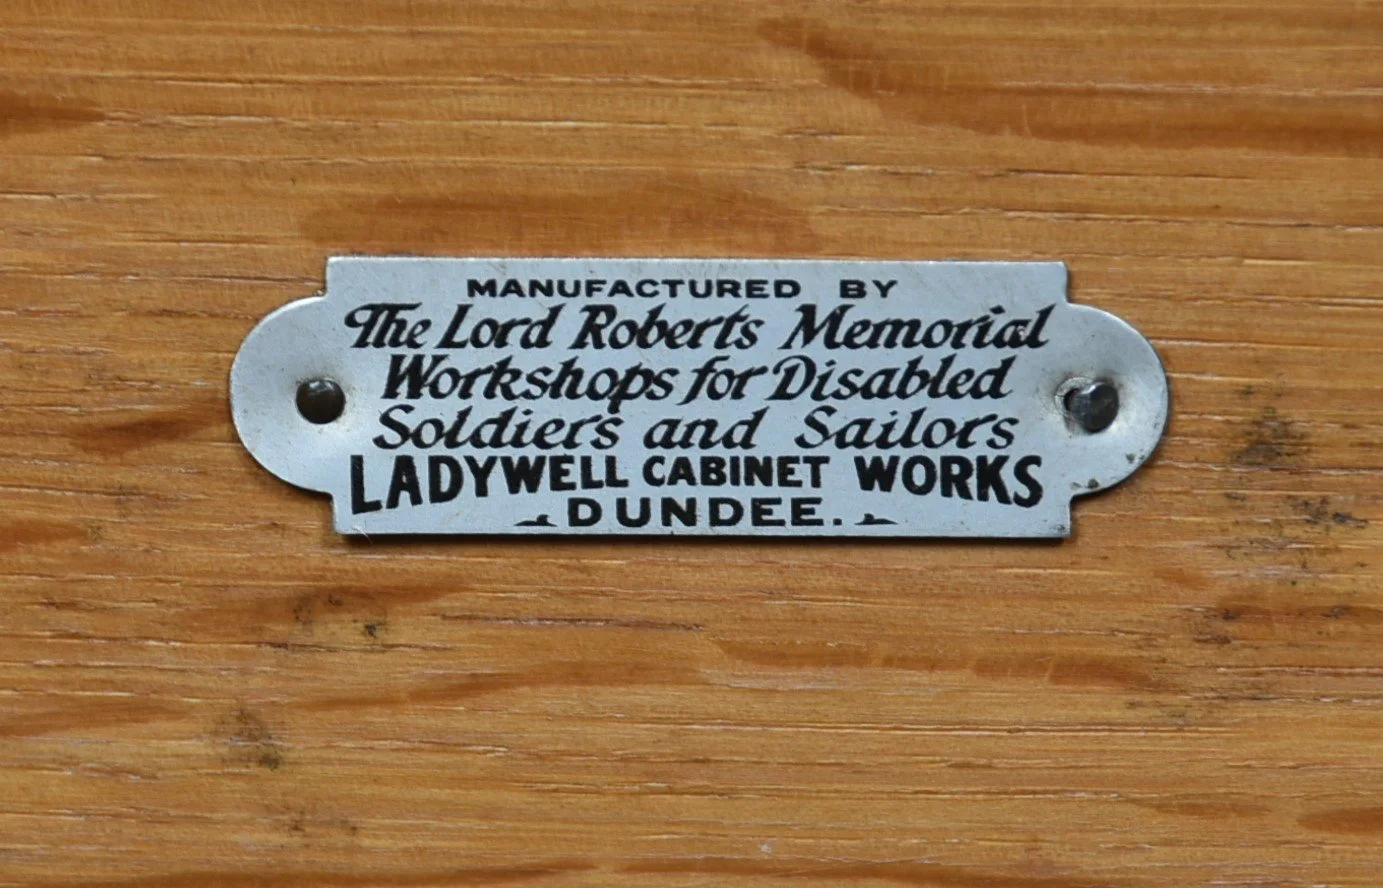 MANUFACTURED BY
The Lord Roberts Memorial
Workshops for Disabled
Soldiers and Sailors
LADYWELL CABINET WORKS
DUNDEE.